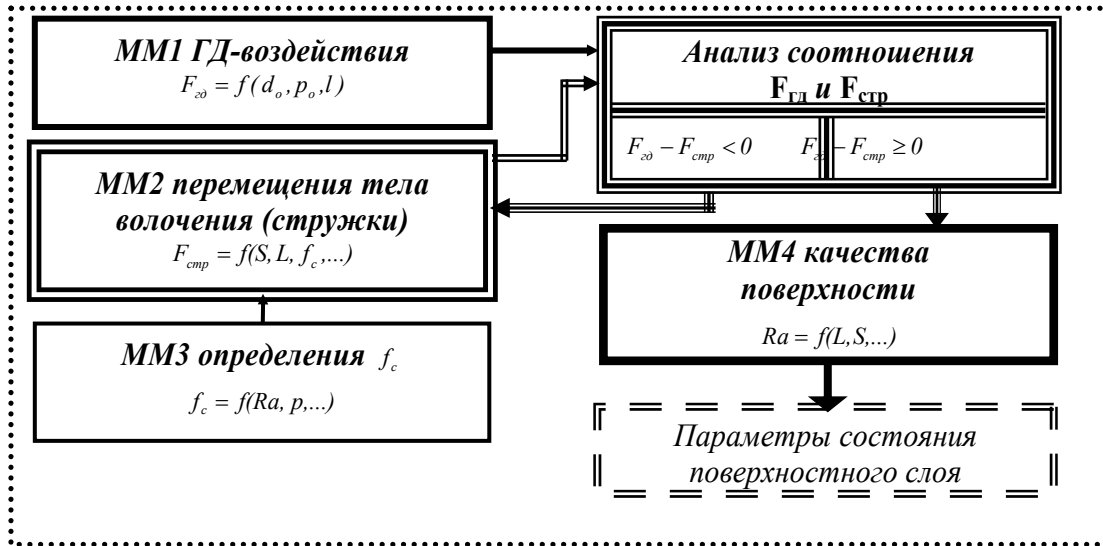 ММ1 ГД-воздействия
F_гд = f(d_o, p_o, l)
Анализ соотношения
F_гд и F_стр
F_гд − F_стр < 0
F_гд − F_стр ≥ 0
ММ2 перемещения тела
волочения (стружки)
F_стр = f(S, L, f_c,...)
ММ4 качества
поверхности
Ra = f(L,S,...)
ММ3 определения f_c
f_c = f(Ra, p,...)
Параметры состояния
поверхностного слоя